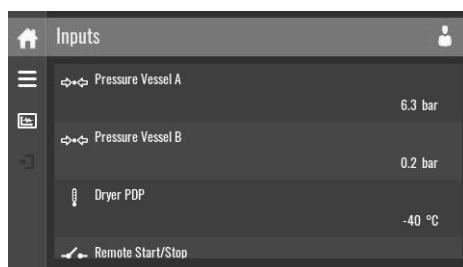 Inputs
Pressure Vessel A
6.3 bar
Pressure Vessel B
0.2 bar
Dryer PDP
-40 °C
Remote Start/Stop